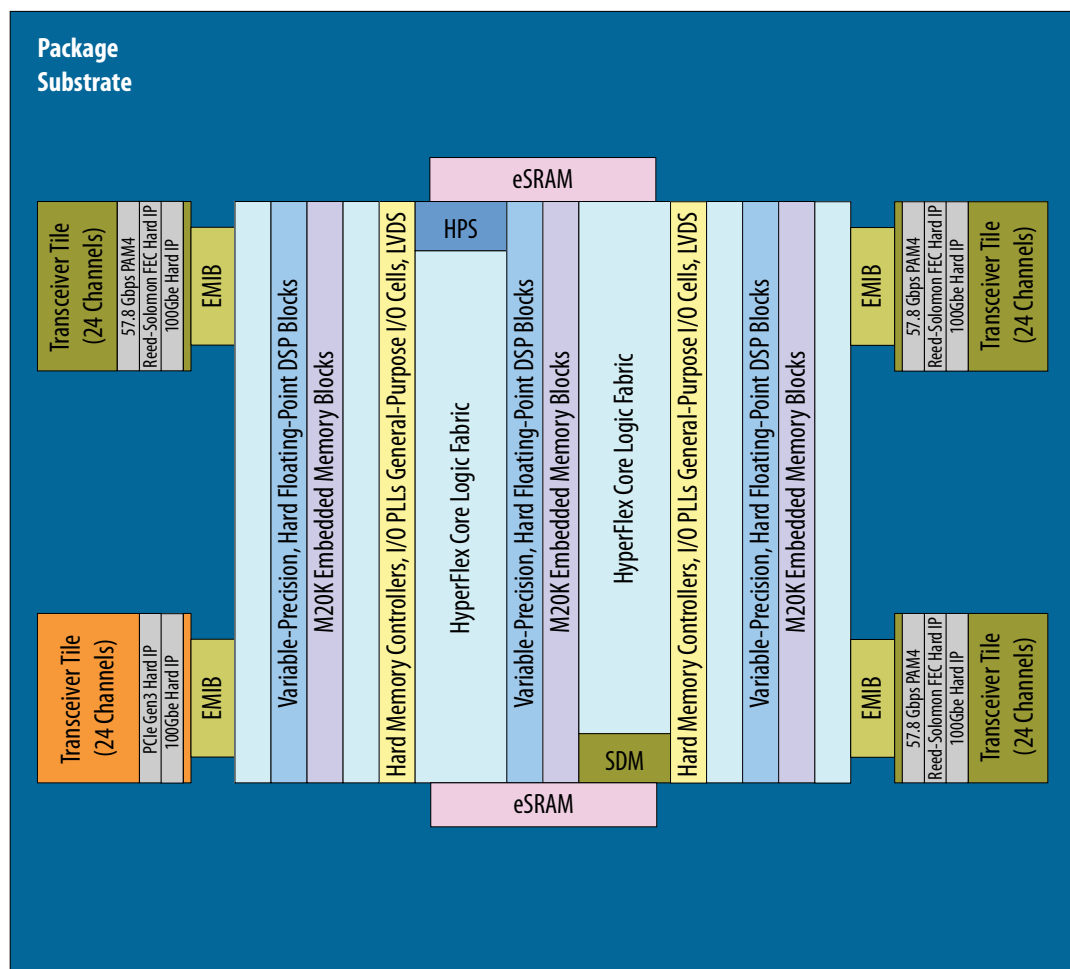 Package
Substrate
eSRAM
Transceiver Tile
(24 Channels)
57.8 Gbps PAM4
Reed-Solomon FEC Hard IP
100Gbe Hard IP
EMIB
Variable-Precision, Hard Floating-Point DSP Blocks
M20K Embedded Memory Blocks
Hard Memory Controllers, I/O PLLs General-Purpose I/O Cells, LVDS
HPS
HyperFlex Core Logic Fabric
Variable-Precision, Hard Floating-Point DSP Blocks
M20K Embedded Memory Blocks
HyperFlex Core Logic Fabric
SDM
Hard Memory Controllers, I/O PLLs General-Purpose I/O Cells, LVDS
Variable-Precision, Hard Floating-Point DSP Blocks
M20K Embedded Memory Blocks
EMIB
57.8 Gbps PAM4
Reed-Solomon FEC Hard IP
100Gbe Hard IP
Transceiver Tile
(24 Channels)
Transceiver Tile
(24 Channels)
PCIe Gen3 Hard IP
100Gbe Hard IP
EMIB
EMIB
57.8 Gbps PAM4
Reed-Solomon FEC Hard IP
100Gbe Hard IP
Transceiver Tile
(24 Channels)
eSRAM